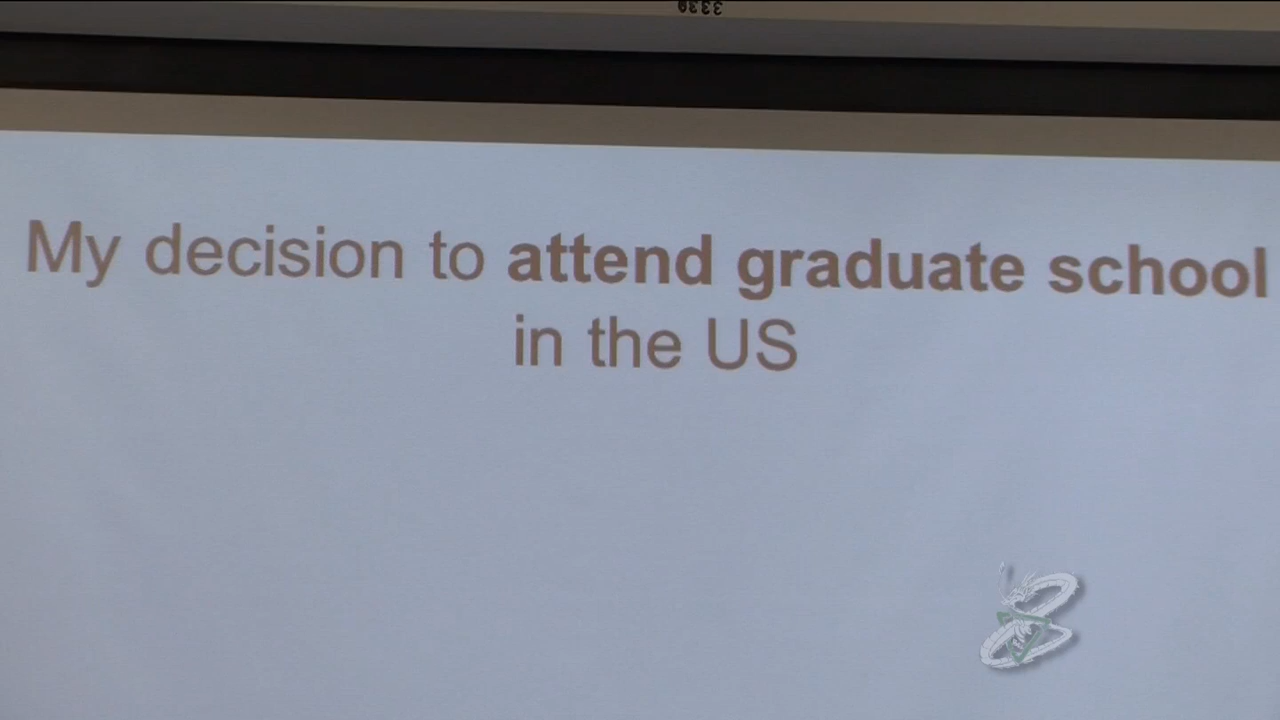 My decision to attend graduate school
in the US